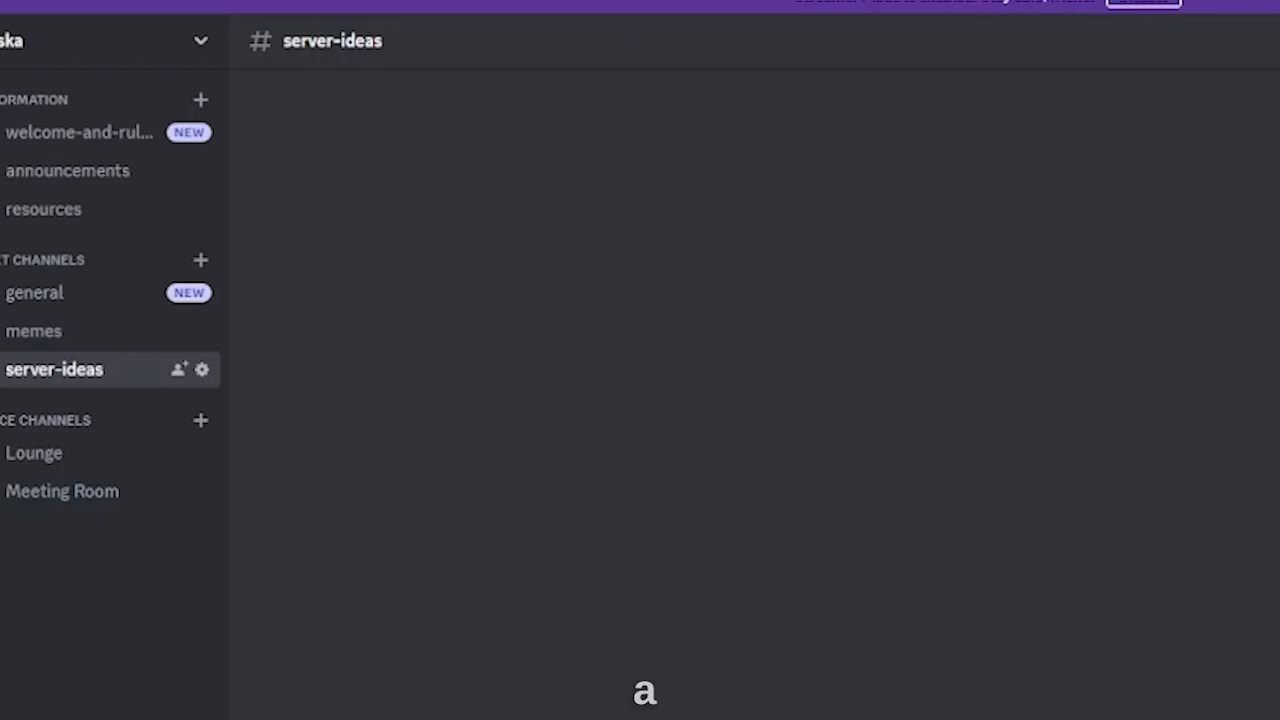 ska
# server-ideas
ORMATION
welcome-and-rul... NEW
announcements
resources
T CHANNELS
general NEW
memes
server-ideas
CE CHANNELS
Lounge
Meeting Room
a